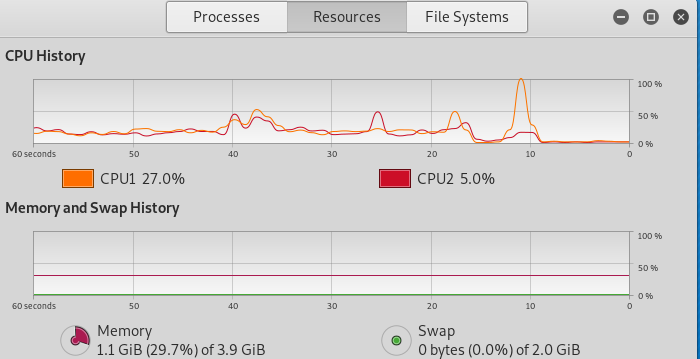 Processes Resources File Systems
CPU History
100 %
50 %
0 %
60 seconds 50 40 30 20 10 0
CPU1 27.0% CPU2 5.0%
Memory and Swap History
100 %
50 %
0 %
60 seconds 50 40 30 20 10 0
Memory Swap
1.1 GiB (29.7%) of 3.9 GiB 0 bytes (0.0%) of 2.0 GiB